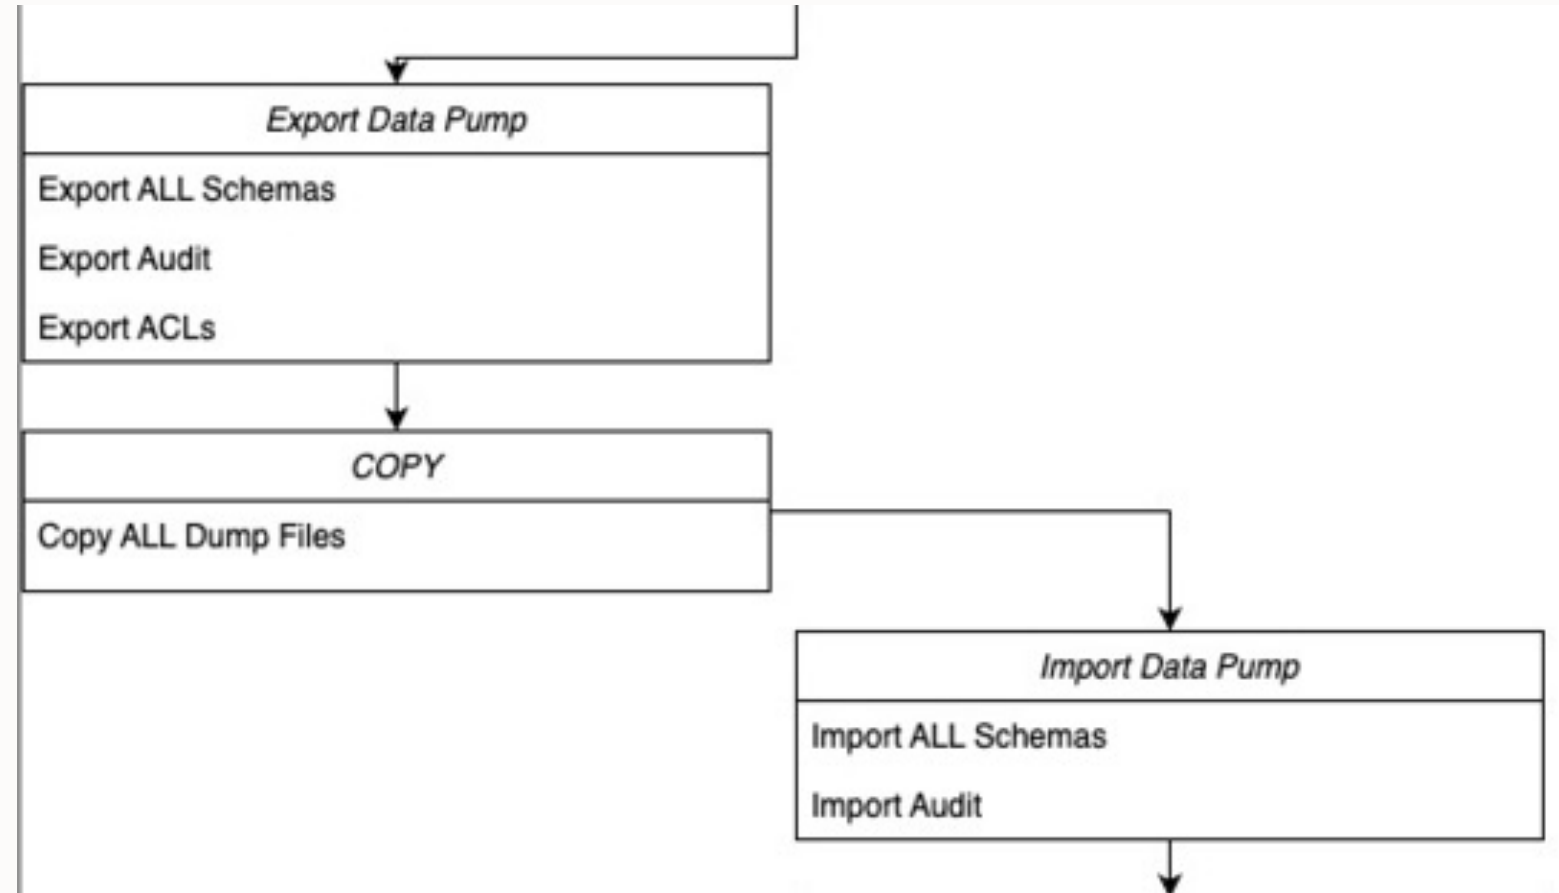 Export Data Pump
Export ALL Schemas
Export Audit
Export ACLs
COPY
Copy ALL Dump Files
Import Data Pump
Import ALL Schemas
Import Audit